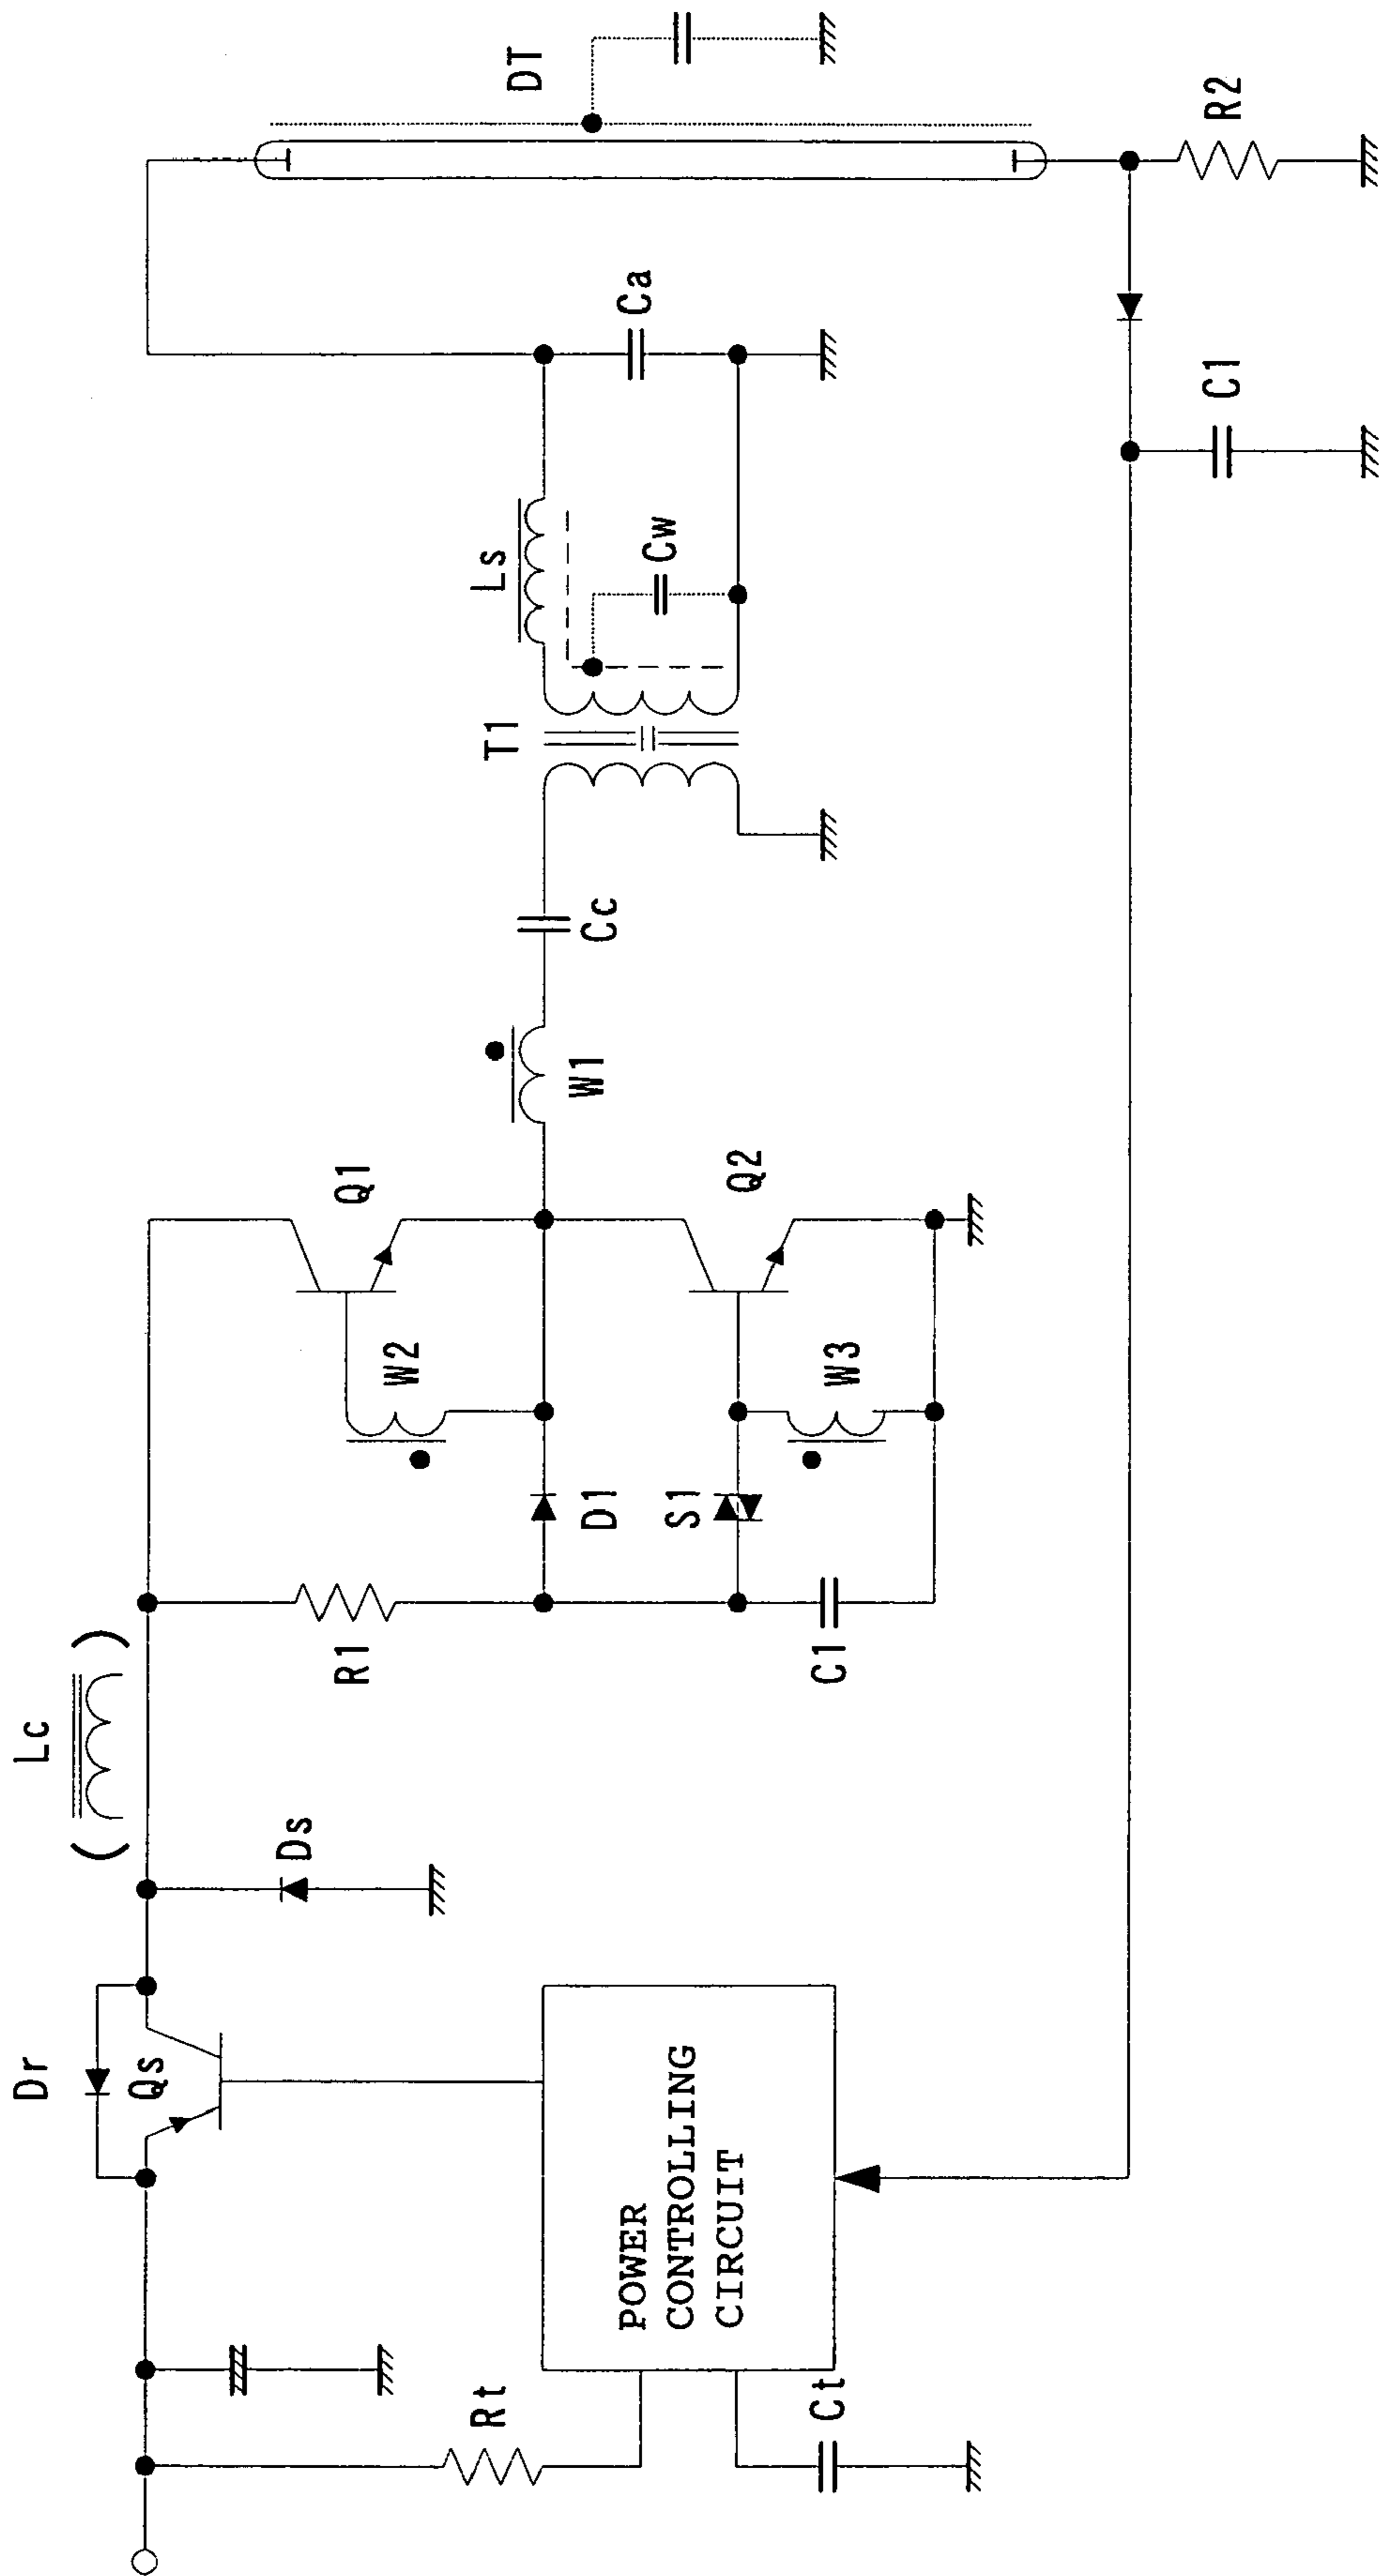 Dr
Qs
Lc
Ds
R1
C1
D1
S1
W2
W3
Q1
Q2
W1
Cc
T1
Ls
Cw
Ca
DT
R2
C1
Rt
Ct
POWER
CONTROLLING
CIRCUIT